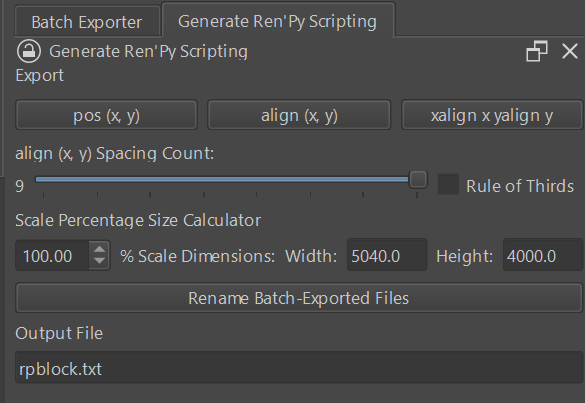 Batch Exporter Generate Ren'Py Scripting
Generate Ren'Py Scripting
Export
pos (x, y) align (x, y) xalign x yalign y
align (x, y) Spacing Count:
9 Rule of Thirds
Scale Percentage Size Calculator
100.00 % Scale Dimensions: Width: 5040.0 Height: 4000.0
Rename Batch-Exported Files
Output File
rpblock.txt